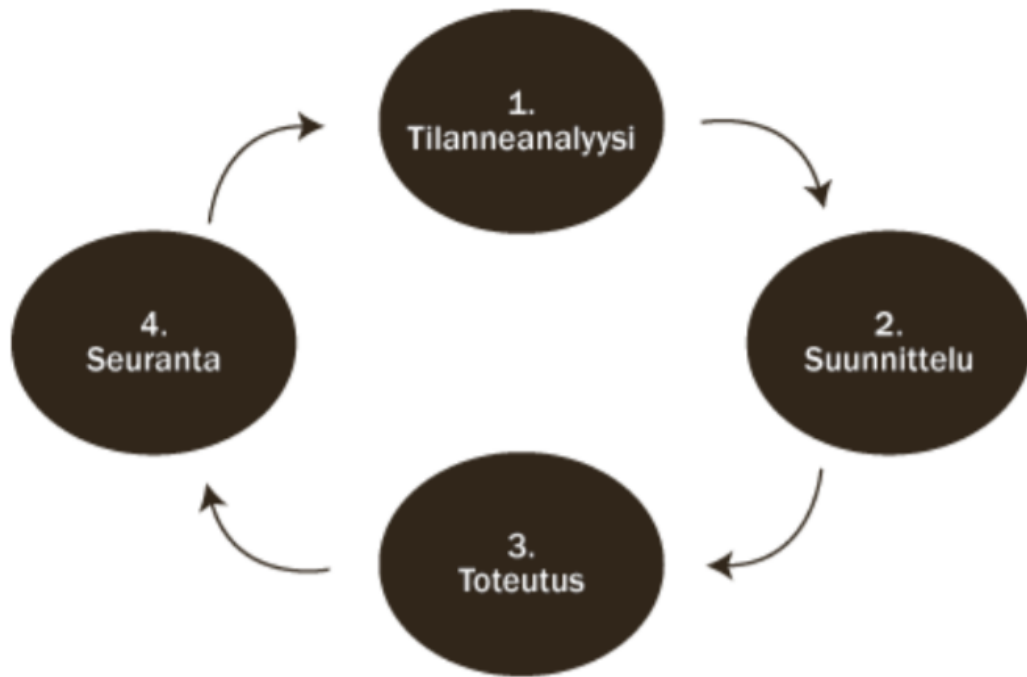 1.
Tilanneanalyysi
2.
Suunnittelu
3.
Toteutus
4.
Seuranta